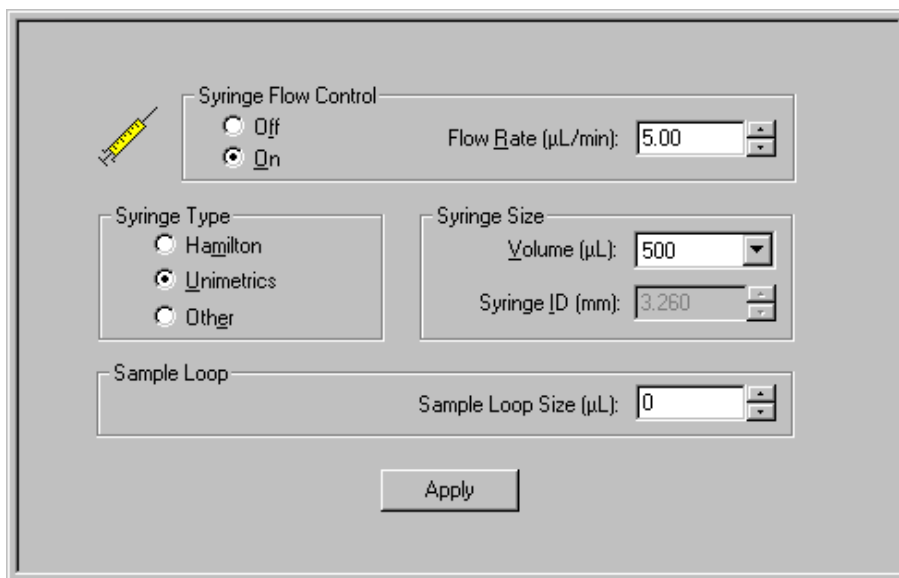 Syringe Flow Control
Off
On
Flow Rate (µL/min): 5.00
Syringe Type
Hamilton
Unimetrics
Other
Syringe Size
Volume (µL): 500
Syringe ID (mm): 3.260
Sample Loop
Sample Loop Size (µL): 0
Apply